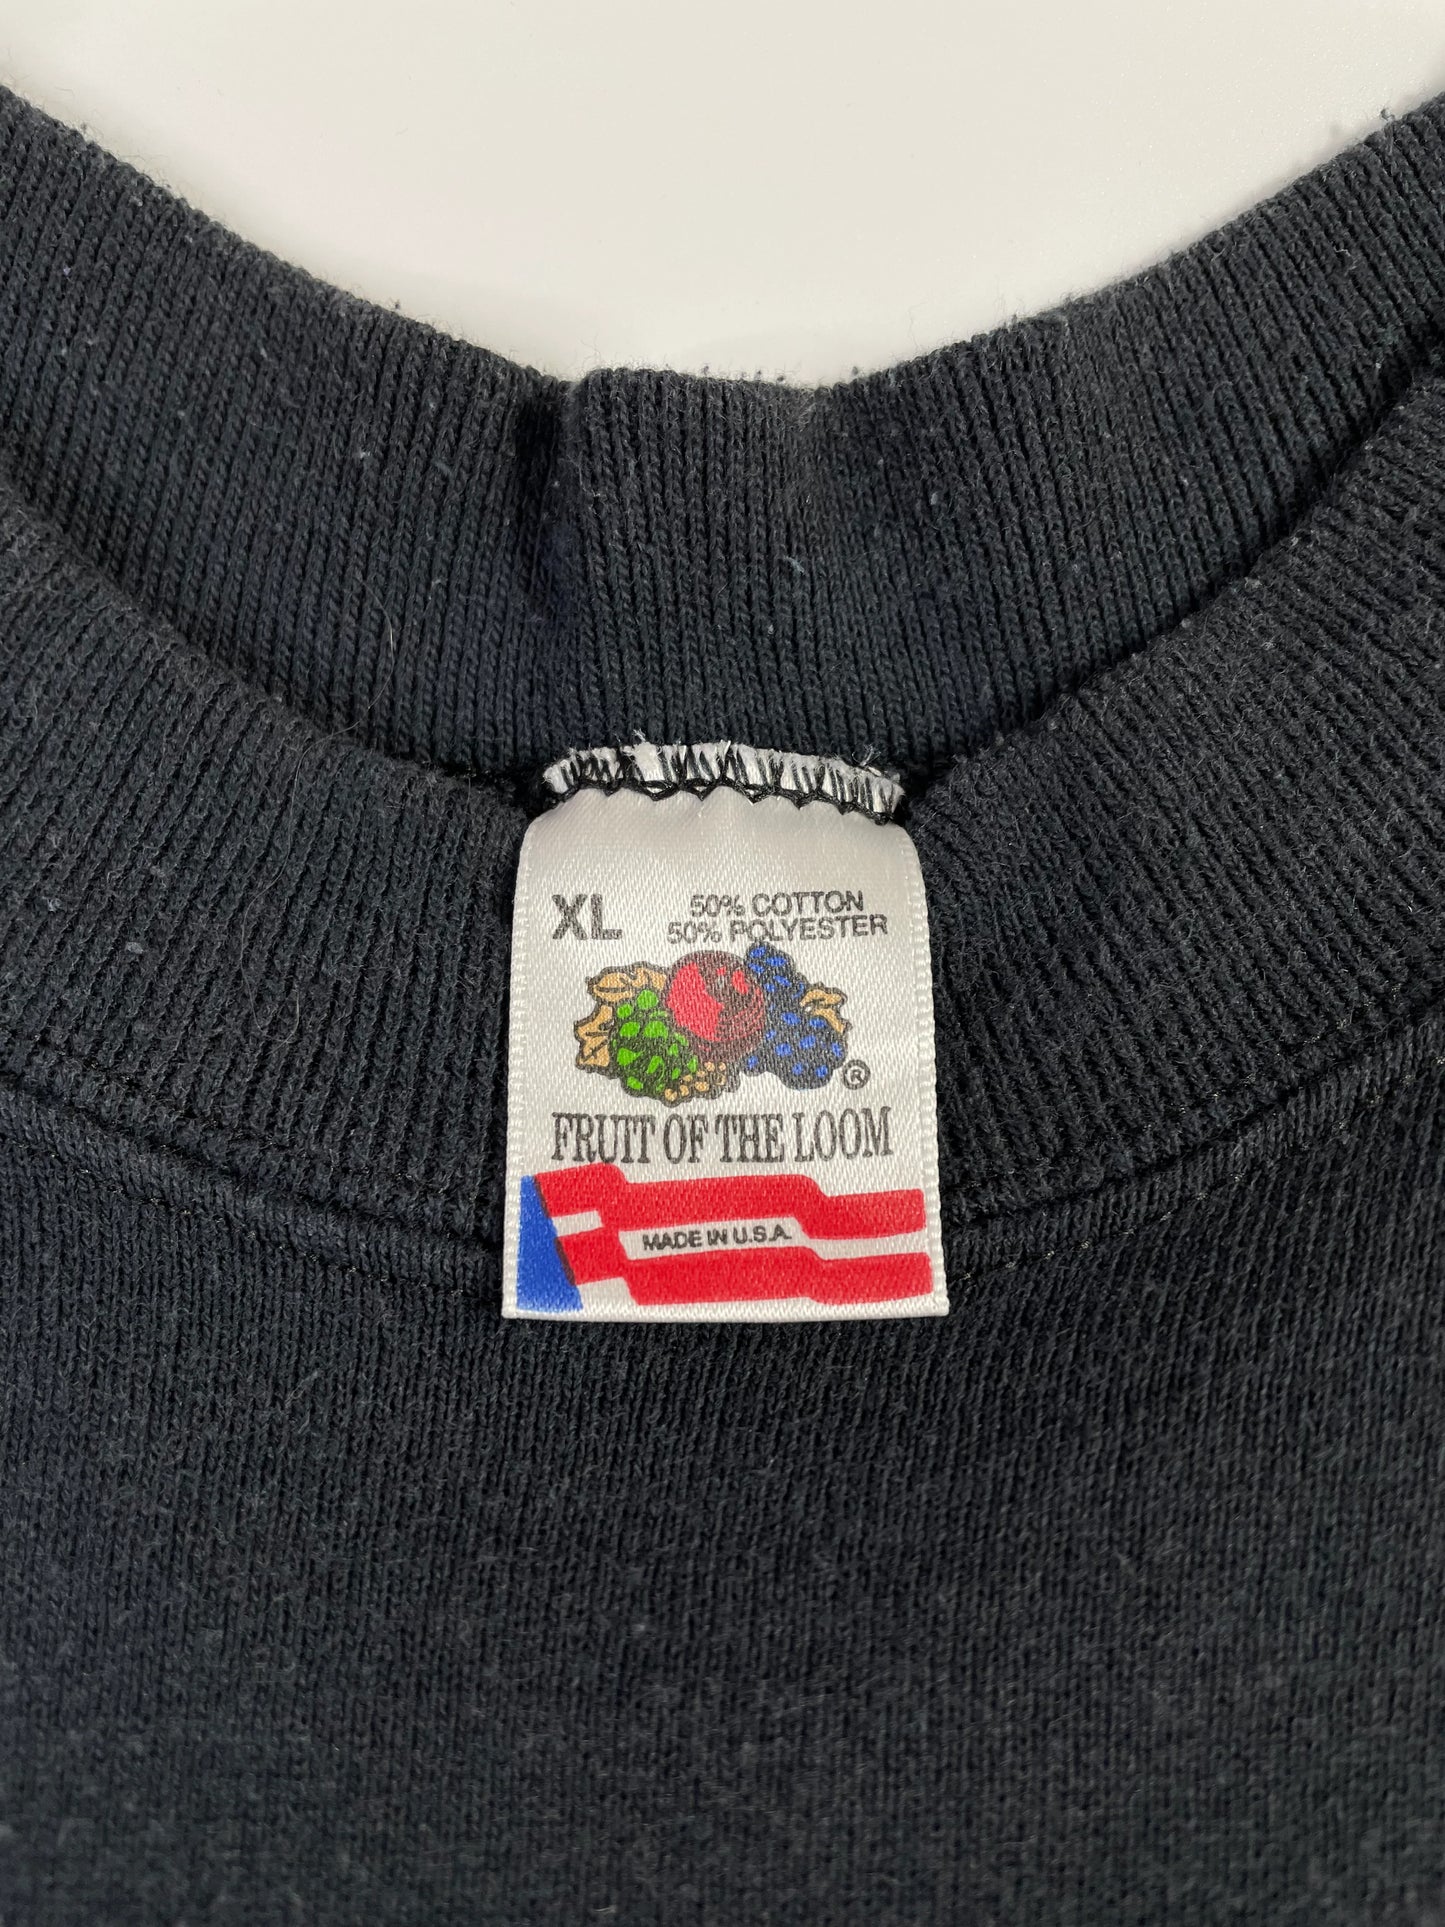 XL
50% COTTON
50% POLYESTER
®
FRUIT OF THE LOOM
MADE IN U.S.A.